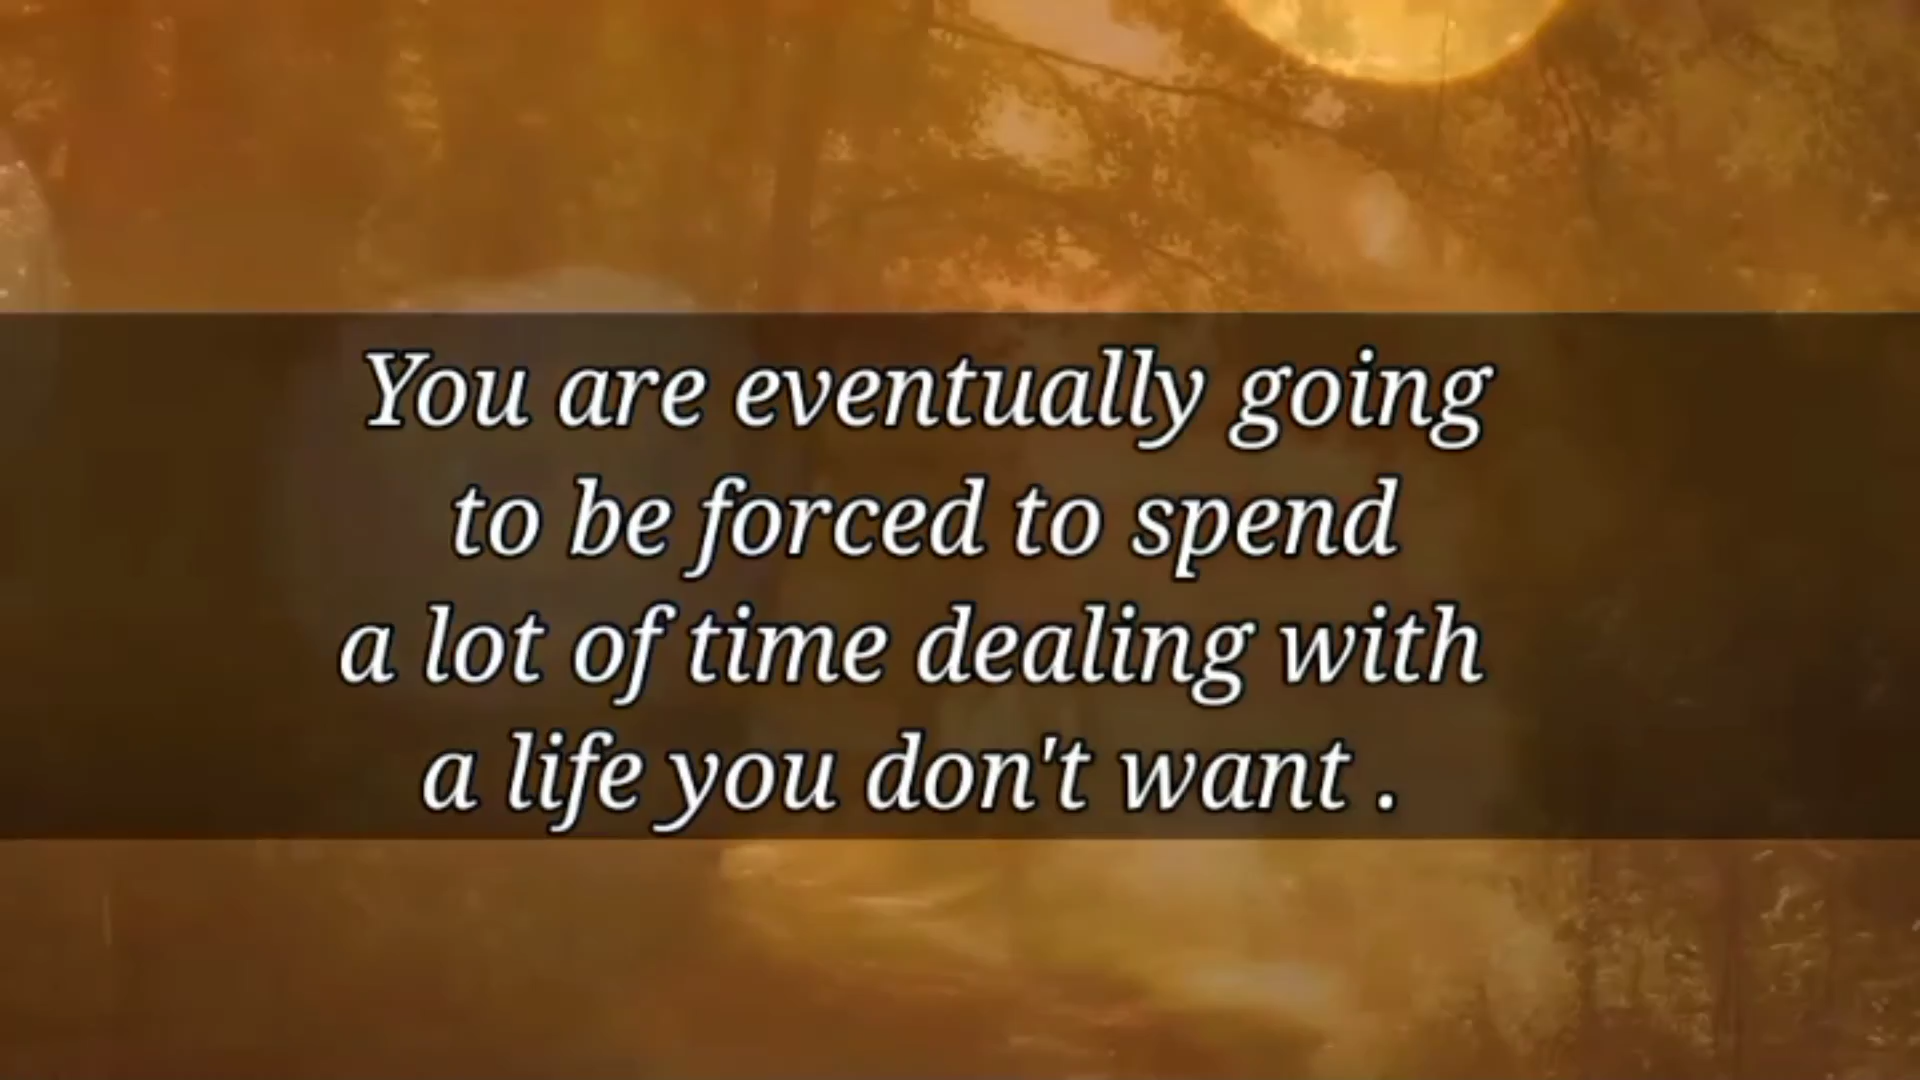 You are eventually going
to be forced to spend
a lot of time dealing with
a life you don't want .